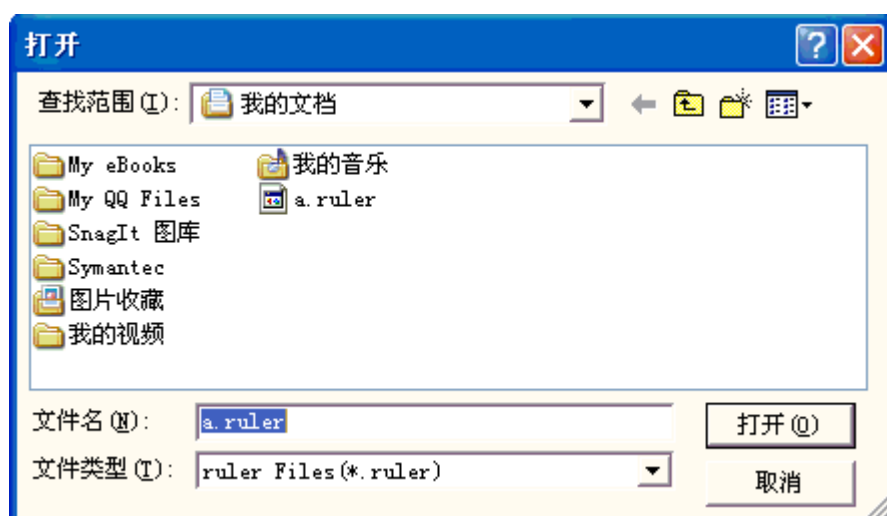 打开
查找范围(I): 我的文档
My eBooks
My QQ Files
SnagIt 图库
Symantec
图片收藏
我的视频
我的音乐
a.ruler
文件名(N): a.ruler
打开(O)
文件类型(T): ruler Files(*.ruler)
取消